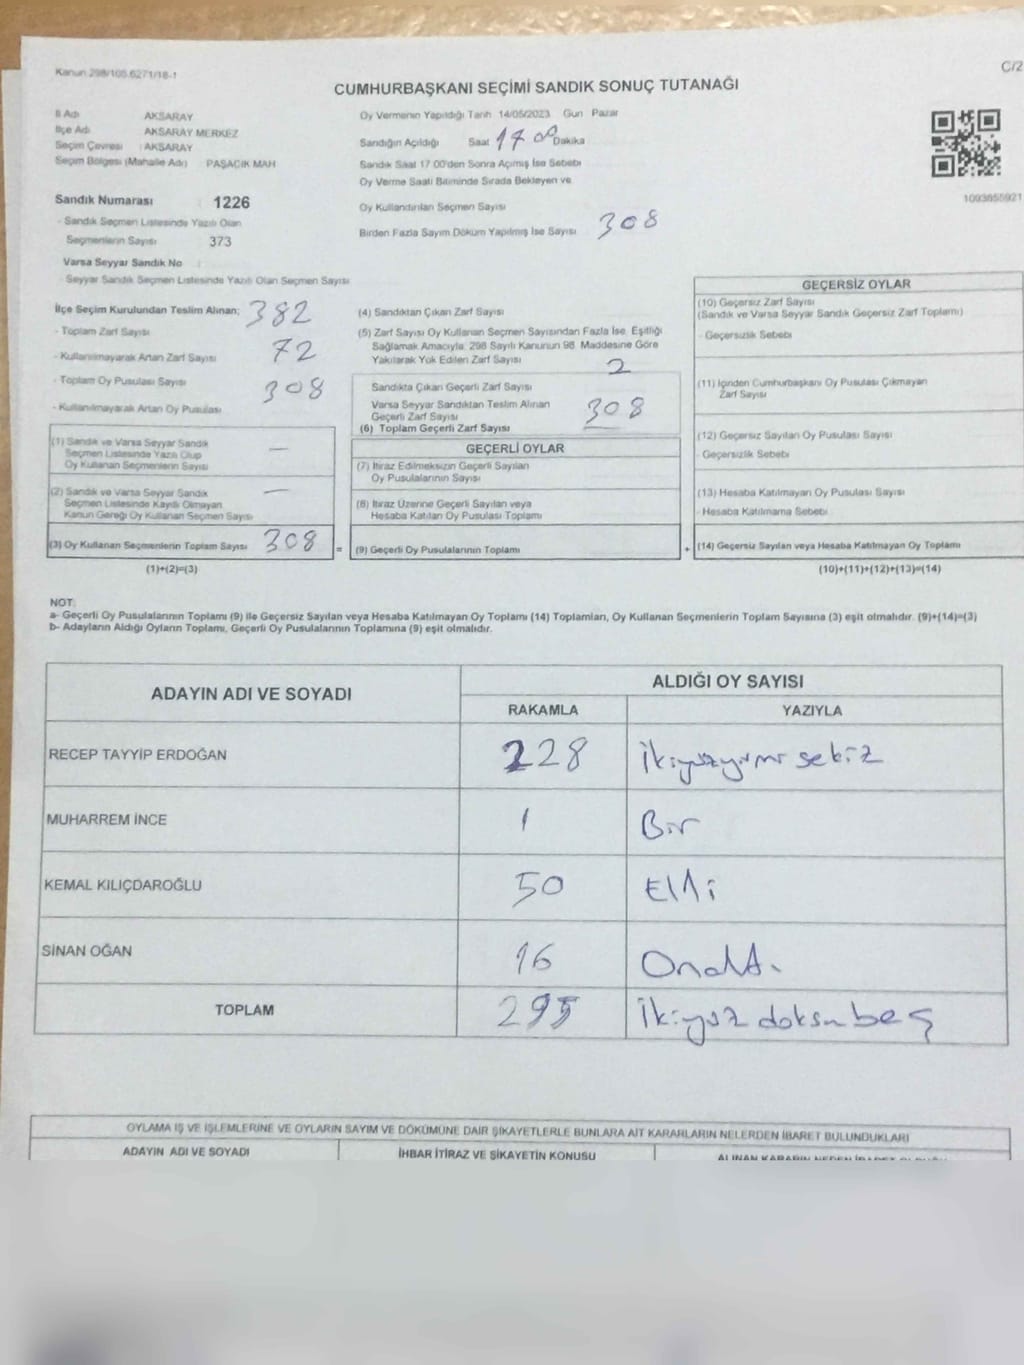 Kanun 298/105.6271/18-1
C/2
CUMHURBAŞKANI SEÇİMİ SANDIK SONUÇ TUTANAĞI
İl Adı AKSARAY
İlçe Adı AKSARAY MERKEZ
Seçim Çevresi : AKSARAY
Seçim Bölgesi (Mahalle Adı) PAŞACIK MAH
Sandık Numarası : 1226
- Sandık Seçmen Listesinde Yazılı Olan
Seçmenlerin Sayısı 373
Varsa Seyyar Sandık No :
- Seyyar Sandık Seçmen Listesinde Yazılı Olan Seçmen Sayısı
Oy Vermenin Yapıldığı Tarih 14/05/2023 Gün Pazar
Sandığın Açıldığı Saat 17 00 Dakika
Sandık Saat 17.00'den Sonra Açımış İse Sebebi
Oy Verme Saati Bitiminde Sırada Bekleyen ve
Oy Kullandırılan Seçmen Sayısı
Birden Fazla Sayım Döküm Yapılmış İse Sayısı 308
1093855921
İlçe Seçim Kurulundan Teslim Alınan; 382
- Toplam Zarf Sayısı
- Kullanılmayarak Artan Zarf Sayısı 72
- Toplam Oy Pusulası Sayısı 308
- Kullanılmayarak Artan Oy Pusulası
(1) Sandık ve Varsa Seyyar Sandık
Seçmen Listesinde Yazılı Olup
Oy Kullanan Seçmenlerin Sayısı —
(2) Sandık ve Varsa Seyyar Sandık
Seçmen Listesinde Kayıtlı Olmayan
Kanun Gereği Oy Kullanan Seçmen Sayısı —
(3) Oy Kullanan Seçmenlerin Toplam Sayısı 308 =
(1)+(2)=(3)
(4) Sandıktan Çıkan Zarf Sayısı
(5) Zarf Sayısı Oy Kullanan Seçmen Sayısından Fazla İse, Eşitliği
Sağlamak Amacıyla; 298 Sayılı Kanunun 98. Maddesine Göre
Yakılarak Yok Edilen Zarf Sayısı 2
Sandıkta Çıkan Geçerli Zarf Sayısı
Varsa Seyyar Sandıktan Teslim Alınan
Geçerli Zarf Sayısı 308
(6) Toplam Geçerli Zarf Sayısı
GEÇERLİ OYLAR
(7) İtiraz Edilmeksizin Geçerli Sayılan
Oy Pusulalarının Sayısı
(8) İtiraz Üzerine Geçerli Sayılan veya
Hesaba Katılan Oy Pusulası Toplamı
(9) Geçerli Oy Pusulalarının Toplamı +
GEÇERSİZ OYLAR
(10) Geçersiz Zarf Sayısı
(Sandık ve Varsa Seyyar Sandık Geçersiz Zarf Toplamı)
- Geçersizlik Sebebi
(11) İçinden Cumhurbaşkanı Oy Pusulası Çıkmayan
Zarf Sayısı
(12) Geçersiz Sayılan Oy Pusulası Sayısı
- Geçersizlik Sebebi
(13) Hesaba Katılmayan Oy Pusulası Sayısı
- Hesaba Katılmama Sebebi
(14) Geçersiz Sayılan veya Hesaba Katılmayan Oy Toplamı
(10)+(11)+(12)+(13)=(14)
NOT:
a- Geçerli Oy Pusulalarının Toplamı (9) ile Geçersiz Sayılan veya Hesaba Katılmayan Oy Toplamı (14) Toplamları, Oy Kullanan Seçmenlerin Toplam Sayısına (3) eşit olmalıdır. (9)+(14)=(3)
b- Adayların Aldığı Oyların Toplamı, Geçerli Oy Pusulalarının Toplamına (9) eşit olmalıdır.
ADAYIN ADI VE SOYADI ALDIĞI OY SAYISI
RAKAMLA YAZIYLA
RECEP TAYYİP ERDOĞAN 228 ikiyüzyirmi sekiz
MUHARREM İNCE 1 Bir
KEMAL KILIÇDAROĞLU 50 Elli
SİNAN OĞAN 16 Onaltı
TOPLAM 295 ikiyüz doksan beş
OYLAMA İŞ VE İŞLEMLERİNE VE OYLARIN SAYIM VE DÖKÜMÜNE DAİR ŞİKAYETLERLE BUNLARA AİT KARARLARIN NELERDEN İBARET BULUNDUKLARI
ADAYIN ADI VE SOYADI İHBAR İTİRAZ VE ŞİKAYETİN KONUSU ALINAN KARARIN NEDEN İBARET OLDUĞU